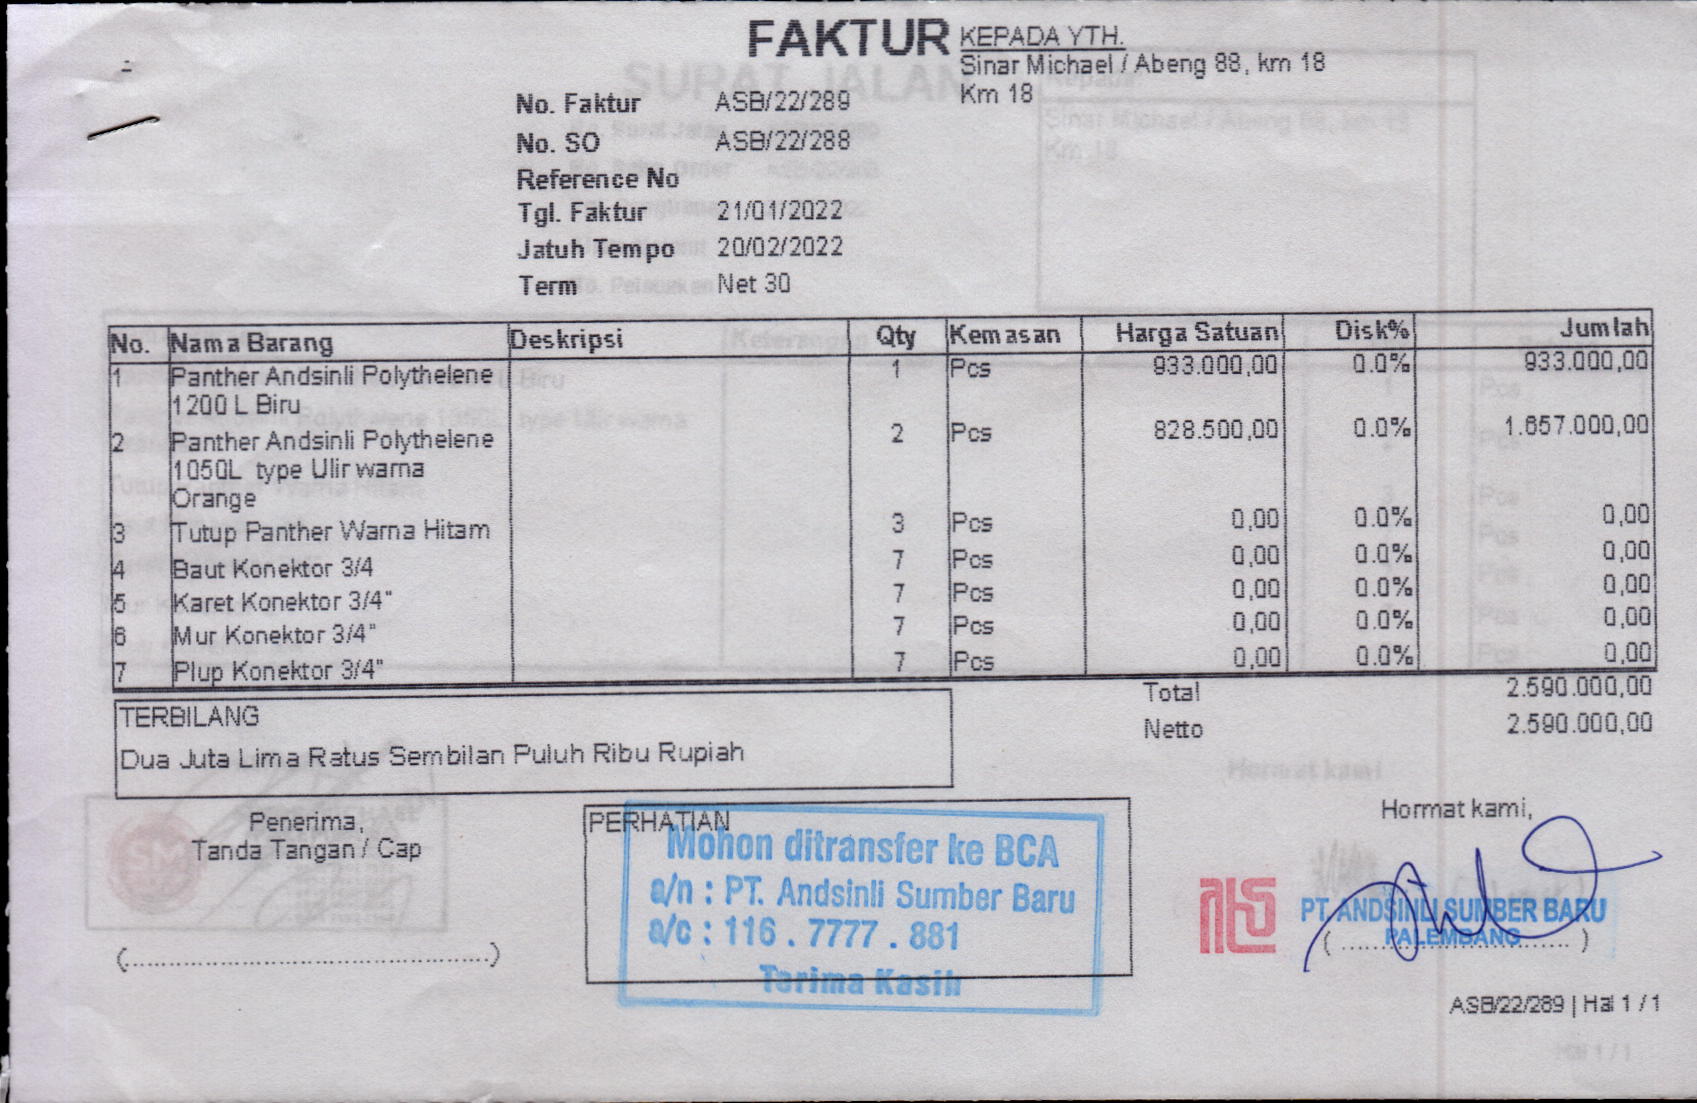 FAKTUR
KEPADA YTH.
Sinar Michael / Abeng 88, km 18
Km 18
No. Faktur ASB/22/289
No. SO ASB/22/288
Reference No
Tgl. Faktur 21/01/2022
Jatuh Tempo 20/02/2022
Term Net 30
No. Nama Barang Deskripsi Qty Kemasan Harga Satuan Disk% Jumlah
1 Panther Andsinli Polythelene 1 Pcs 933.000,00 0.0% 933.000,00
1200 L Biru
2 Panther Andsinli Polythelene 2 Pcs 828.500,00 0.0% 1.657.000,00
1050L type Ulir warna
Orange
3 Tutup Panther Warna Hitam 3 Pcs 0,00 0.0% 0,00
4 Baut Konektor 3/4 7 Pcs 0,00 0.0% 0,00
5 Karet Konektor 3/4" 7 Pcs 0,00 0.0% 0,00
6 Mur Konektor 3/4" 7 Pcs 0,00 0.0% 0,00
7 Plup Konektor 3/4" 7 Pcs 0,00 0.0% 0,00
Total 2.590.000,00
Netto 2.590.000,00
TERBILANG
Dua Juta Lima Ratus Sembilan Puluh Ribu Rupiah
Penerima,
Tanda Tangan / Cap
(..........................................)
PERHATIAN
Mohon ditransfer ke BCA
a/n : PT. Andsinli Sumber Baru
a/c : 116 . 7777 . 881
Terima Kasih
Hormat kami,
PT. ANDSINLI SUMBER BARU
PALEMBANG
(..............................)
ASB/22/289 | Hal 1 / 1